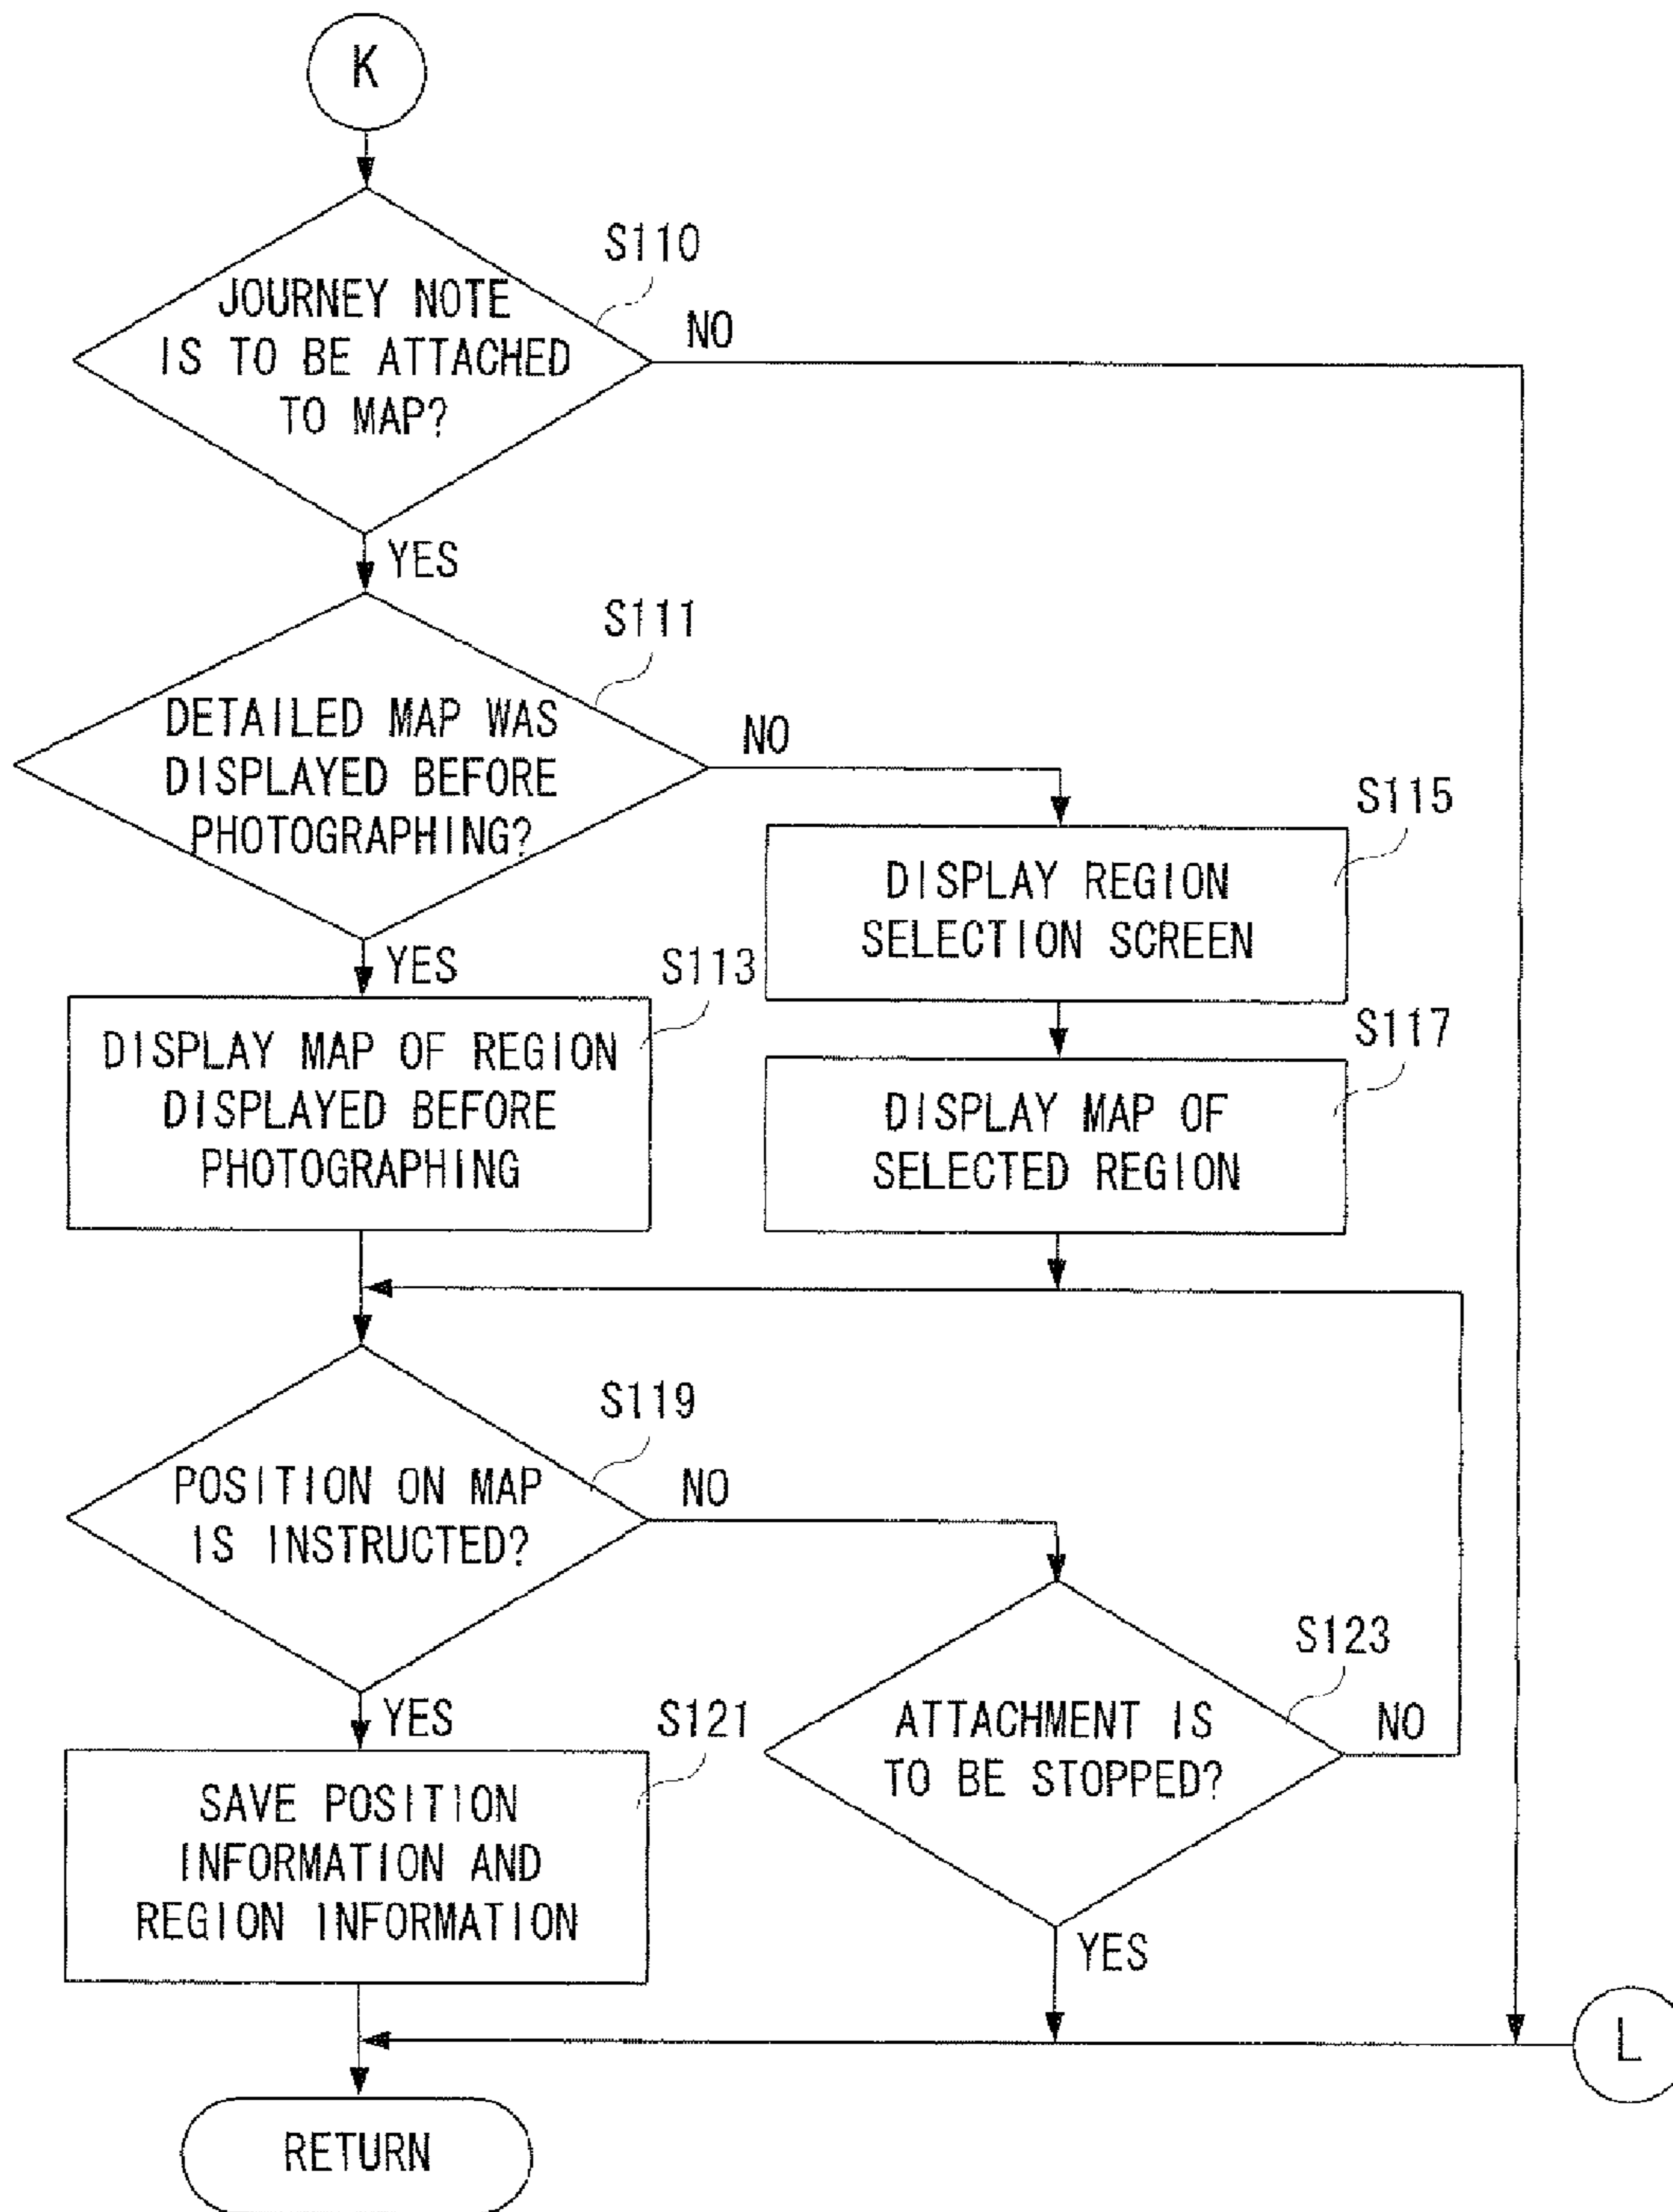 K
S110
JOURNEY NOTE
IS TO BE ATTACHED
TO MAP?
NO
YES
S111
DETAILED MAP WAS
DISPLAYED BEFORE
PHOTOGRAPHING?
NO
YES
S115
DISPLAY REGION
SELECTION SCREEN
S113
DISPLAY MAP OF REGION
DISPLAYED BEFORE
PHOTOGRAPHING
S117
DISPLAY MAP OF
SELECTED REGION
S119
POSITION ON MAP
IS INSTRUCTED?
NO
YES
S123
ATTACHMENT IS
TO BE STOPPED?
NO
YES
S121
SAVE POSITION
INFORMATION AND
REGION INFORMATION
L
RETURN